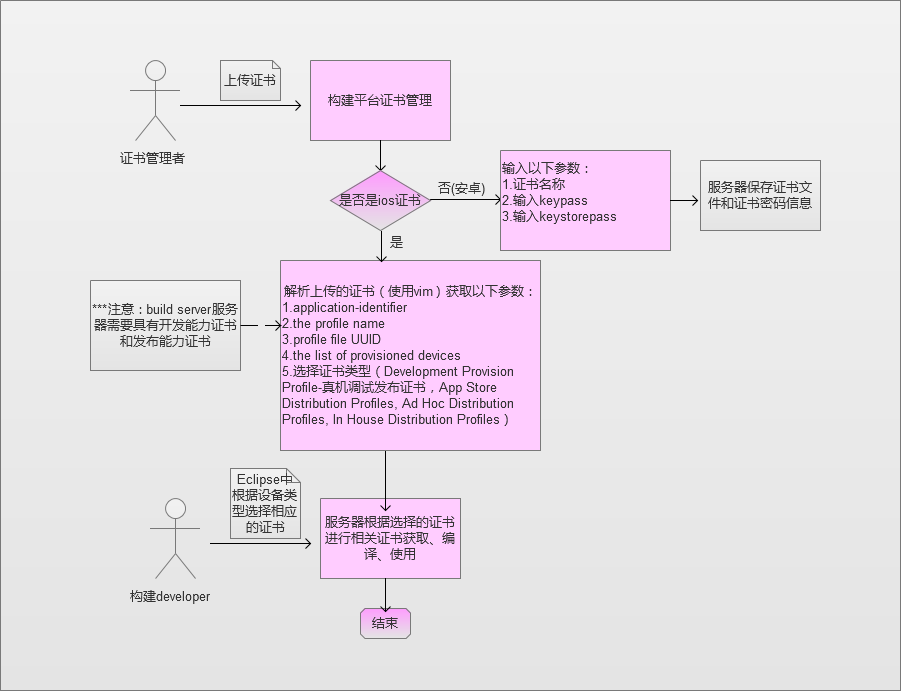 上传证书
构建平台证书管理
证书管理者
是否是ios证书
否(安卓)
输入以下参数：
1.证书名称
2.输入keypass
3.输入keystorepass
服务器保存证书文
件和证书密码信息
是
***注意：build server服务
器需要具有开发能力证书
和发布能力证书
解析上传的证书（使用vim）获取以下参数：
1.application-identifier
2.the profile name
3.profile file UUID
4.the list of provisioned devices
5.选择证书类型（Development Provision
Profile-真机调试发布证书，App Store
Distribution Profiles, Ad Hoc Distribution
Profiles, In House Distribution Profiles）
Eclipse中
根据设备类
型选择相应
的证书
构建developer
服务器根据选择的证书
进行相关证书获取、编
译、使用
结束